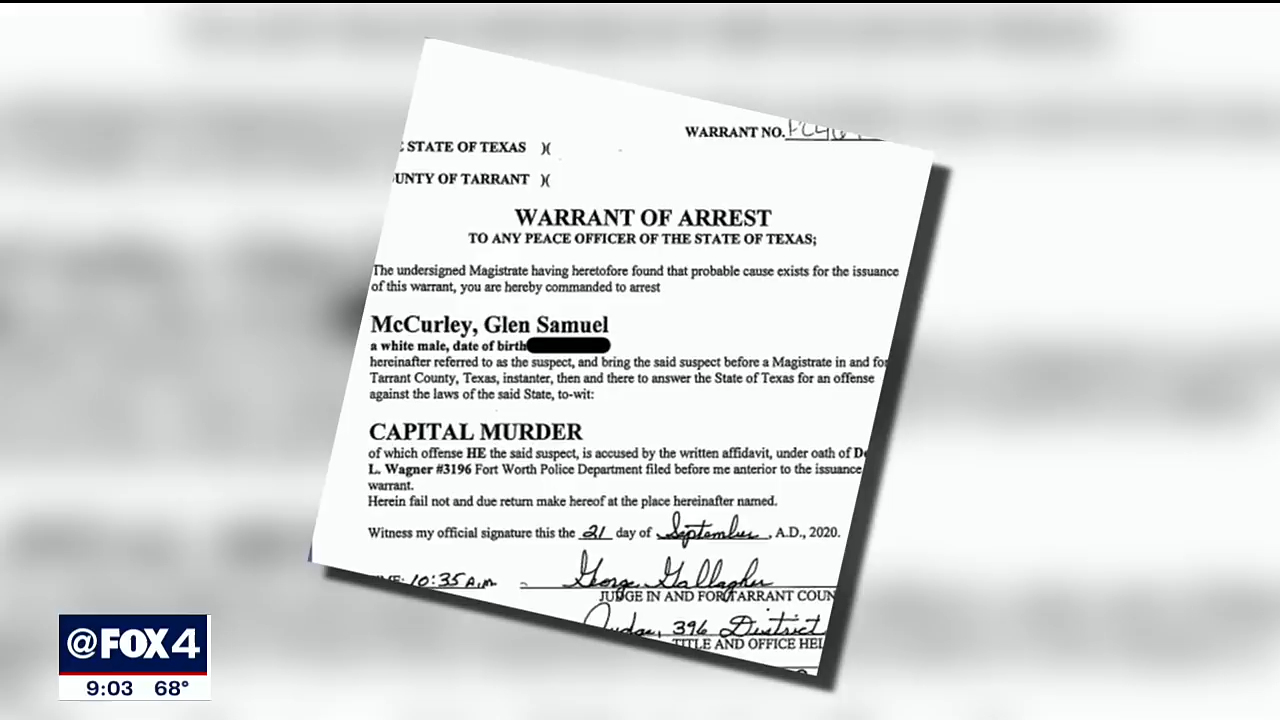 WARRANT NO.
STATE OF TEXAS )(
UNTY OF TARRANT )(
WARRANT OF ARREST
TO ANY PEACE OFFICER OF THE STATE OF TEXAS;
The undersigned Magistrate having heretofore found that probable cause exists for the issuance
of this warrant, you are hereby commanded to arrest
McCurley, Glen Samuel
a white male, date of birth
hereinafter referred to as the suspect, and bring the said suspect before a Magistrate in and for
Tarrant County, Texas, instanter, then and there to answer the State of Texas for an offense
against the laws of the said State, to-wit:
CAPITAL MURDER
of which offense HE the said suspect, is accused by the written affidavit, under oath of
L. Wagner #3196 Fort Worth Police Department filed before me anterior to the issuance
warrant.
Herein fail not and due return make hereof at the place hereinafter named.
Witness my official signature this the 21 day of September, A.D., 2020.
10:35 A.m George Gallagher
JUDGE IN AND FOR TARRANT COUN
Judge, 396 District
TITLE AND OFFICE HEL
@FOX 4
9:03 68°